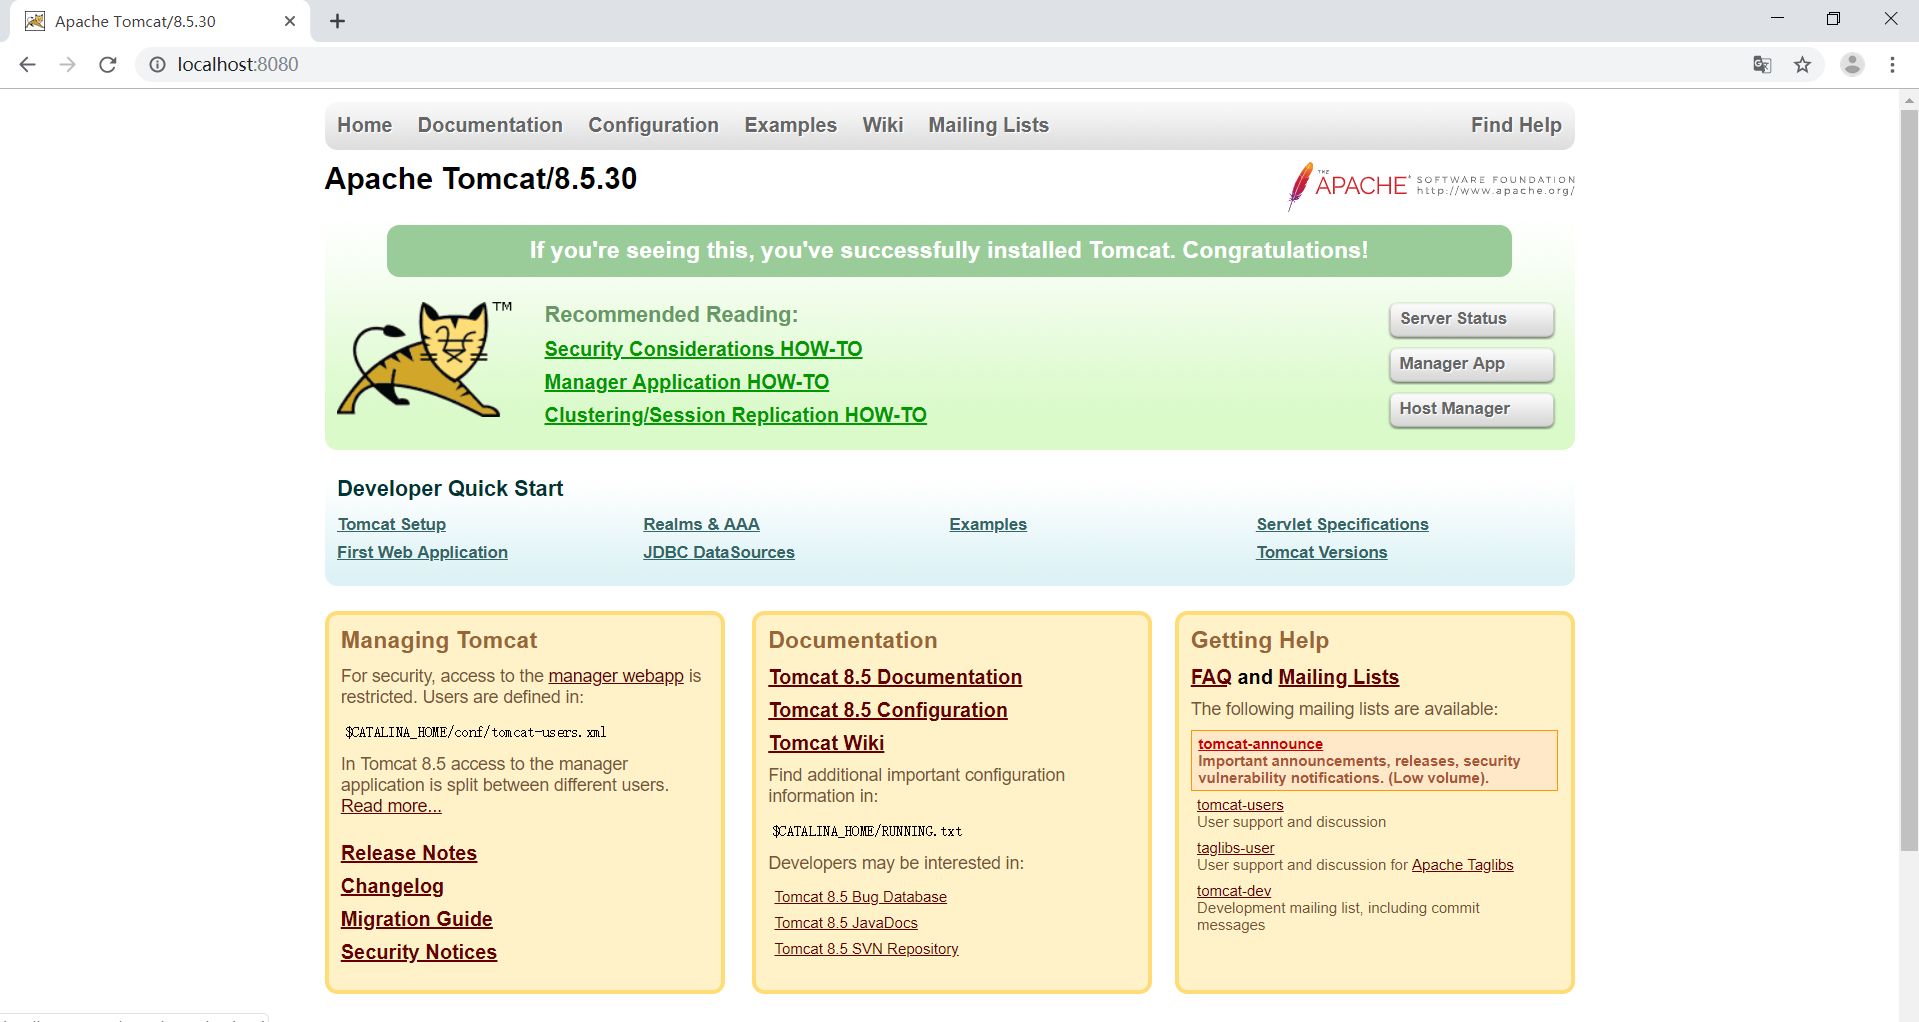 Apache Tomcat/8.5.30
localhost:8080
Home Documentation Configuration Examples Wiki Mailing Lists Find Help
Apache Tomcat/8.5.30
THE APACHE SOFTWARE FOUNDATION
http://www.apache.org/
If you're seeing this, you've successfully installed Tomcat. Congratulations!
TM
Recommended Reading:
Security Considerations HOW-TO
Manager Application HOW-TO
Clustering/Session Replication HOW-TO
Server Status
Manager App
Host Manager
Developer Quick Start
Tomcat Setup
First Web Application
Realms & AAA
JDBC DataSources
Examples
Servlet Specifications
Tomcat Versions
Managing Tomcat
For security, access to the manager webapp is
restricted. Users are defined in:
$CATALINA_HOME/conf/tomcat-users.xml
In Tomcat 8.5 access to the manager
application is split between different users.
Read more...
Release Notes
Changelog
Migration Guide
Security Notices
Documentation
Tomcat 8.5 Documentation
Tomcat 8.5 Configuration
Tomcat Wiki
Find additional important configuration
information in:
$CATALINA_HOME/RUNNING.txt
Developers may be interested in:
Tomcat 8.5 Bug Database
Tomcat 8.5 JavaDocs
Tomcat 8.5 SVN Repository
Getting Help
FAQ and Mailing Lists
The following mailing lists are available:
tomcat-announce
Important announcements, releases, security
vulnerability notifications. (Low volume).
tomcat-users
User support and discussion
taglibs-user
User support and discussion for Apache Taglibs
tomcat-dev
Development mailing list, including commit
messages